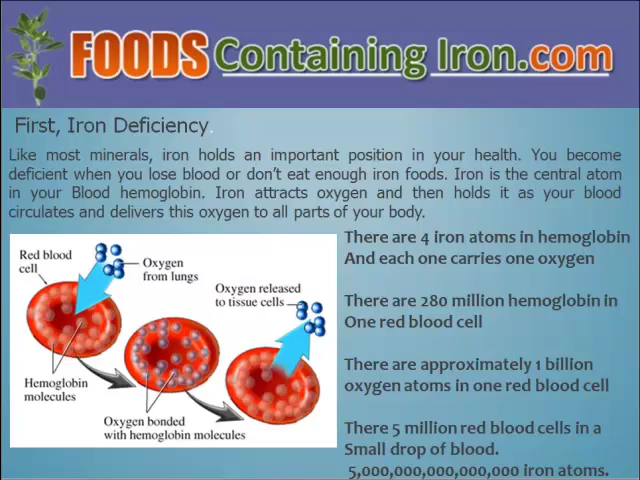 FOODS Containing Iron.com
First, Iron Deficiency.
Like most minerals, iron holds an important position in your health. You become
deficient when you lose blood or don't eat enough iron foods. Iron is the central atom
in your Blood hemoglobin. Iron attracts oxygen and then holds it as your blood
circulates and delivers this oxygen to all parts of your body.
Red blood
cell
Oxygen
from lungs
Oxygen released
to tissue cells
Hemoglobin
molecules
Oxygen bonded
with hemoglobin molecules
There are 4 iron atoms in hemoglobin
And each one carries one oxygen
There are 280 million hemoglobin in
One red blood cell
There are approximately 1 billion
oxygen atoms in one red blood cell
There 5 million red blood cells in a
Small drop of blood.
5,000,000,000,000,000 iron atoms.